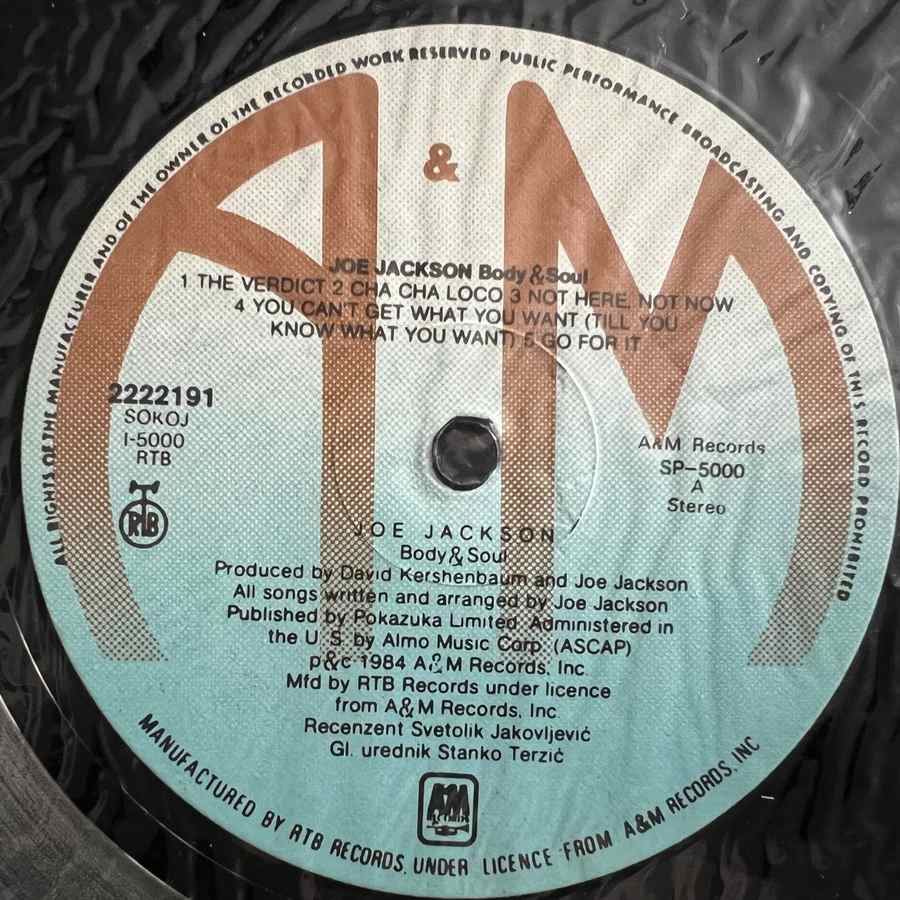 ALL RIGHTS OF THE MANUFACTURER AND OF THE OWNER OF THE RECORDED WORK RESERVED PUBLIC PERFORMANCE BROADCASTING AND COPYING OF THIS RECORD PROHIBITED
A & M
JOE JACKSON Body & Soul
1 THE VERDICT 2 CHA CHA LOCO 3 NOT HERE, NOT NOW
4 YOU CAN'T GET WHAT YOU WANT (TILL YOU
KNOW WHAT YOU WANT) 5 GO FOR IT
2222191
SOKOJ
I-5000
RTB
RTB
A&M Records
SP-5000
A
Stereo
JOE JACKSON
Body & Soul
Produced by David Kershenbaum and Joe Jackson
All songs written and arranged by Joe Jackson
Published by Pokazuka Limited. Administered in
the U. S. by Almo Music Corp. (ASCAP)
p&c 1984 A&M Records, Inc.
Mfd by RTB Records under licence
from A&M Records, Inc.
Recenzent Svetolik Jakovljević
Gl. urednik Stanko Terzić
A&M
RECORDS
MANUFACTURED BY RTB RECORDS, UNDER LICENCE FROM A&M RECORDS, INC